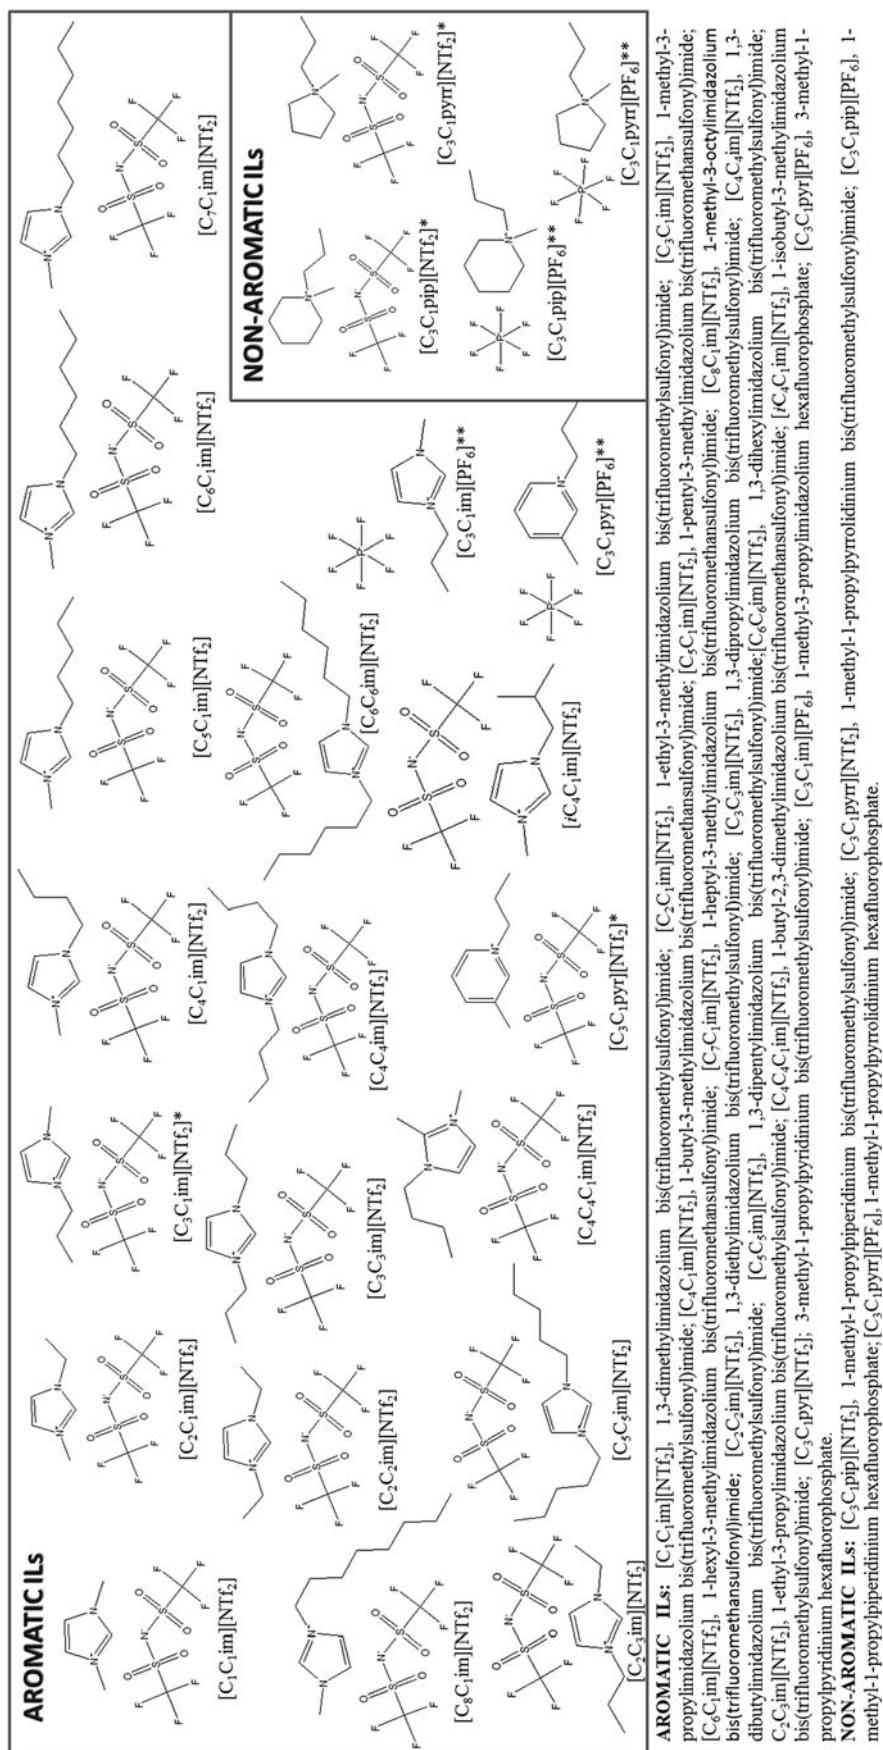 AROMATIC ILs
[C₁C₁im][NTf₂]
[C₂C₁im][NTf₂]
[C₃C₁im][NTf₂]*
[C₄C₁im][NTf₂]
[C₅C₁im][NTf₂]
[C₆C₁im][NTf₂]
[C₇C₁im][NTf₂]
[C₈C₁im][NTf₂]
[C₂C₂im][NTf₂]
[C₃C₃im][NTf₂]
[C₄C₄im][NTf₂]
[C₆C₆im][NTf₂]
[C₂C₃im][NTf₂]
[C₅C₅im][NTf₂]
[C₄C₄C₁im][NTf₂]
[C₃C₁pyr][NTf₂]*
[iC₄C₁im][NTf₂]
[C₃C₁im][PF₆]**
[C₃C₁pyr][PF₆]**
NON-AROMATIC ILs
[C₃C₁pip][NTf₂]*
[C₃C₁pyrr][NTf₂]*
[C₃C₁pip][PF₆]**
[C₃C₁pyrr][PF₆]**
AROMATIC ILs: [C₁C₁im][NTf₂], 1,3-dimethylimidazolium bis(trifluoromethylsulfonyl)imide; [C₂C₁im][NTf₂], 1-ethyl-3-methylimidazolium bis(trifluoromethylsulfonyl)imide; [C₃C₁im][NTf₂], 1-methyl-3-
propylimidazolium bis(trifluoromethylsulfonyl)imide; [C₄C₁im][NTf₂], 1-butyl-3-methylimidazolium bis(trifluoromethansulfonyl)imide; [C₅C₁im][NTf₂], 1-pentyl-3-methylimidazolium bis(trifluoromethansulfonyl)imide;
[C₆C₁im][NTf₂], 1-hexyl-3-methylimidazolium bis(trifluoromethansulfonyl)imide; [C₇C₁im][NTf₂], 1-heptyl-3-methylimidazolium bis(trifluoromethansulfonyl)imide; [C₈C₁im][NTf₂], 1-methyl-3-octylimidazolium
bis(trifluoromethansulfonyl)imide; [C₂C₂im][NTf₂], 1,3-diethylimidazolium bis(trifluoromethylsulfonyl)imide; [C₃C₃im][NTf₂], 1,3-dipropylimidazolium bis(trifluoromethylsulfonyl)imide; [C₄C₄im][NTf₂], 1,3-
dibutylimidazolium bis(trifluoromethylsulfonyl)imide; [C₅C₅im][NTf₂], 1,3-dipentylimidazolium bis(trifluoromethylsulfonyl)imide;[C₆C₆im][NTf₂], 1,3-dihexylimidazolium bis(trifluoromethylsulfonyl)imide;
C₂C₃im][NTf₂], 1-ethyl-3-propylimidazolium bis(trifluoromethylsulfonyl)imide; [C₄C₄C₁im][NTf₂], 1-butyl-2,3-dimethylimidazolium bis(trifluoromethansulfonyl)imide; [iC₄C₁im][NTf₂], 1-isobutyl-3-methylimidazolium
bis(trifluoromethylsulfonyl)imide; [C₃C₁pyr][NTf₂]; 3-methyl-1-propylpyridinium bis(trifluoromethylsulfonyl)imide; [C₃C₁im][PF₆], 1-methyl-3-propylimidazolium hexafluorophosphate; [C₃C₁pyr][PF₆], 3-methyl-1-
propylpyridinium hexafluorophosphate.
NON-AROMATIC ILs: [C₃C₁pip][NTf₂], 1-methyl-1-propylpiperidinium bis(trifluoromethylsulfonyl)imide; [C₃C₁pyrr][NTf₂], 1-methyl-1-propylpyrrolidinium bis(trifluoromethylsulfonyl)imide; [C₃C₁pip][PF₆], 1-
methyl-1-propylpiperidinium hexafluorophosphate; [C₃C₁pyrr][PF₆], 1-methyl-1-propylpyrrolidinium hexafluorophosphate.